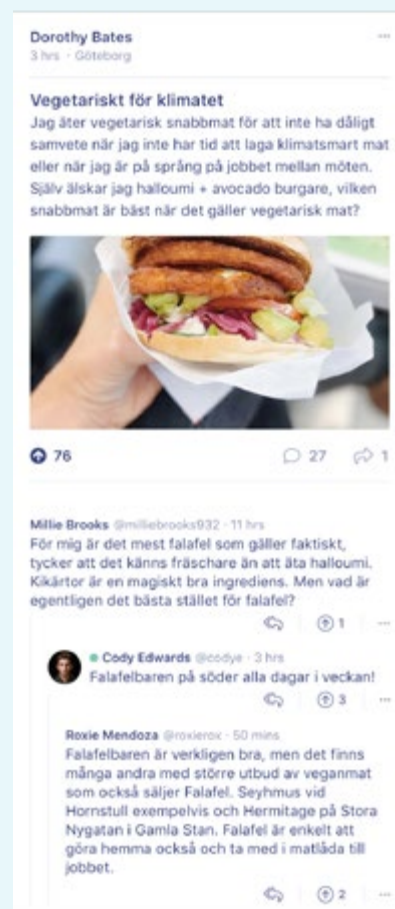 Dorothy Bates
3 hrs · Göteborg
Vegetariskt för klimatet
Jag äter vegetarisk snabbmat för att inte ha dåligt
samvete när jag inte har tid att laga klimatsmart mat
eller när jag är på språng på jobbet mellan möten.
Själv älskar jag halloumi + avocado burgare, vilken
snabbmat är bäst när det gäller vegetarisk mat?
76 27 1
Millie Brooks @milliebrooks932 · 11 hrs
För mig är det mest falafel som gäller faktiskt,
tycker att det känns fräschare än att äta halloumi.
Kikärtor är en magiskt bra ingrediens. Men vad är
egentligen det bästa stället för falafel?
1
Cody Edwards @codye · 3 hrs
Falafelbaren på söder alla dagar i veckan!
3
Roxie Mendoza @roxierox · 50 mins
Falafelbaren är verkligen bra, men det finns
många andra med större utbud av veganmat
som också säljer Falafel. Seyhmus vid
Hornstull exempelvis och Hermitage på Stora
Nygatan i Gamla Stan. Falafel är enkelt att
göra hemma också och ta med i matlåda till
jobbet.
2